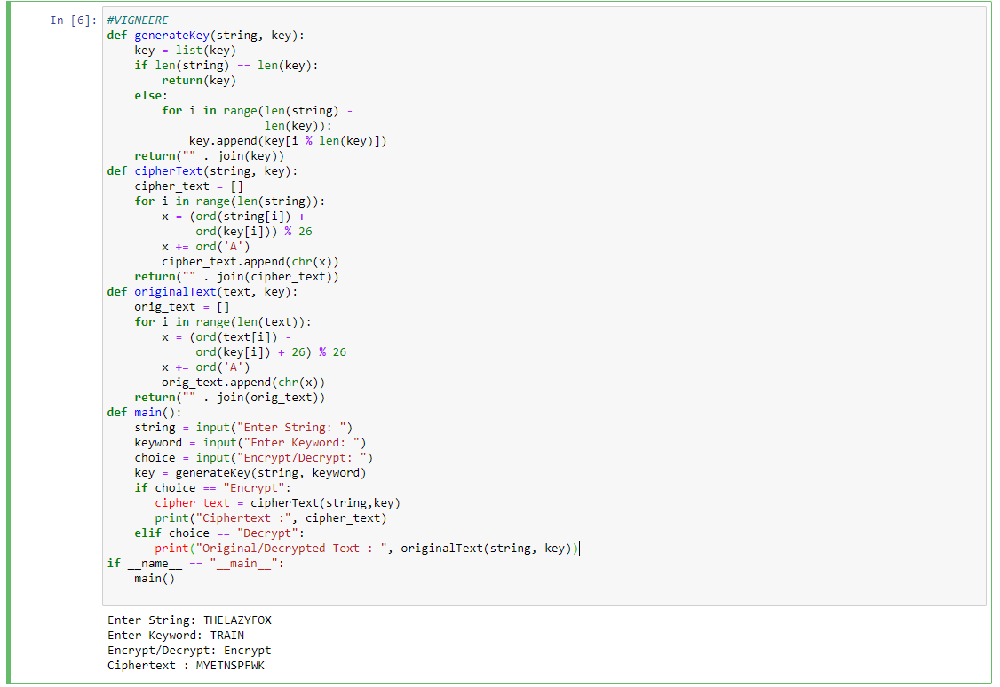 In [6]: #VIGNEERE
def generateKey(string, key):
    key = list(key)
    if len(string) == len(key):
        return(key)
    else:
        for i in range(len(string) -
                       len(key)):
            key.append(key[i % len(key)])
    return("" . join(key))
def cipherText(string, key):
    cipher_text = []
    for i in range(len(string)):
        x = (ord(string[i]) +
             ord(key[i])) % 26
        x += ord('A')
        cipher_text.append(chr(x))
    return("" . join(cipher_text))
def originalText(text, key):
    orig_text = []
    for i in range(len(text)):
        x = (ord(text[i]) -
             ord(key[i]) + 26) % 26
        x += ord('A')
        orig_text.append(chr(x))
    return("" . join(orig_text))
def main():
    string = input("Enter String: ")
    keyword = input("Enter Keyword: ")
    choice = input("Encrypt/Decrypt: ")
    key = generateKey(string, keyword)
    if choice == "Encrypt":
       cipher_text = cipherText(string,key)
       print("Ciphertext :", cipher_text)
    elif choice == "Decrypt":
       print("Original/Decrypted Text : ", originalText(string, key))
if __name__ == "__main__":
    main()
Enter String: THELAZYFOX
Enter Keyword: TRAIN
Encrypt/Decrypt: Encrypt
Ciphertext : MYETNSPFWK